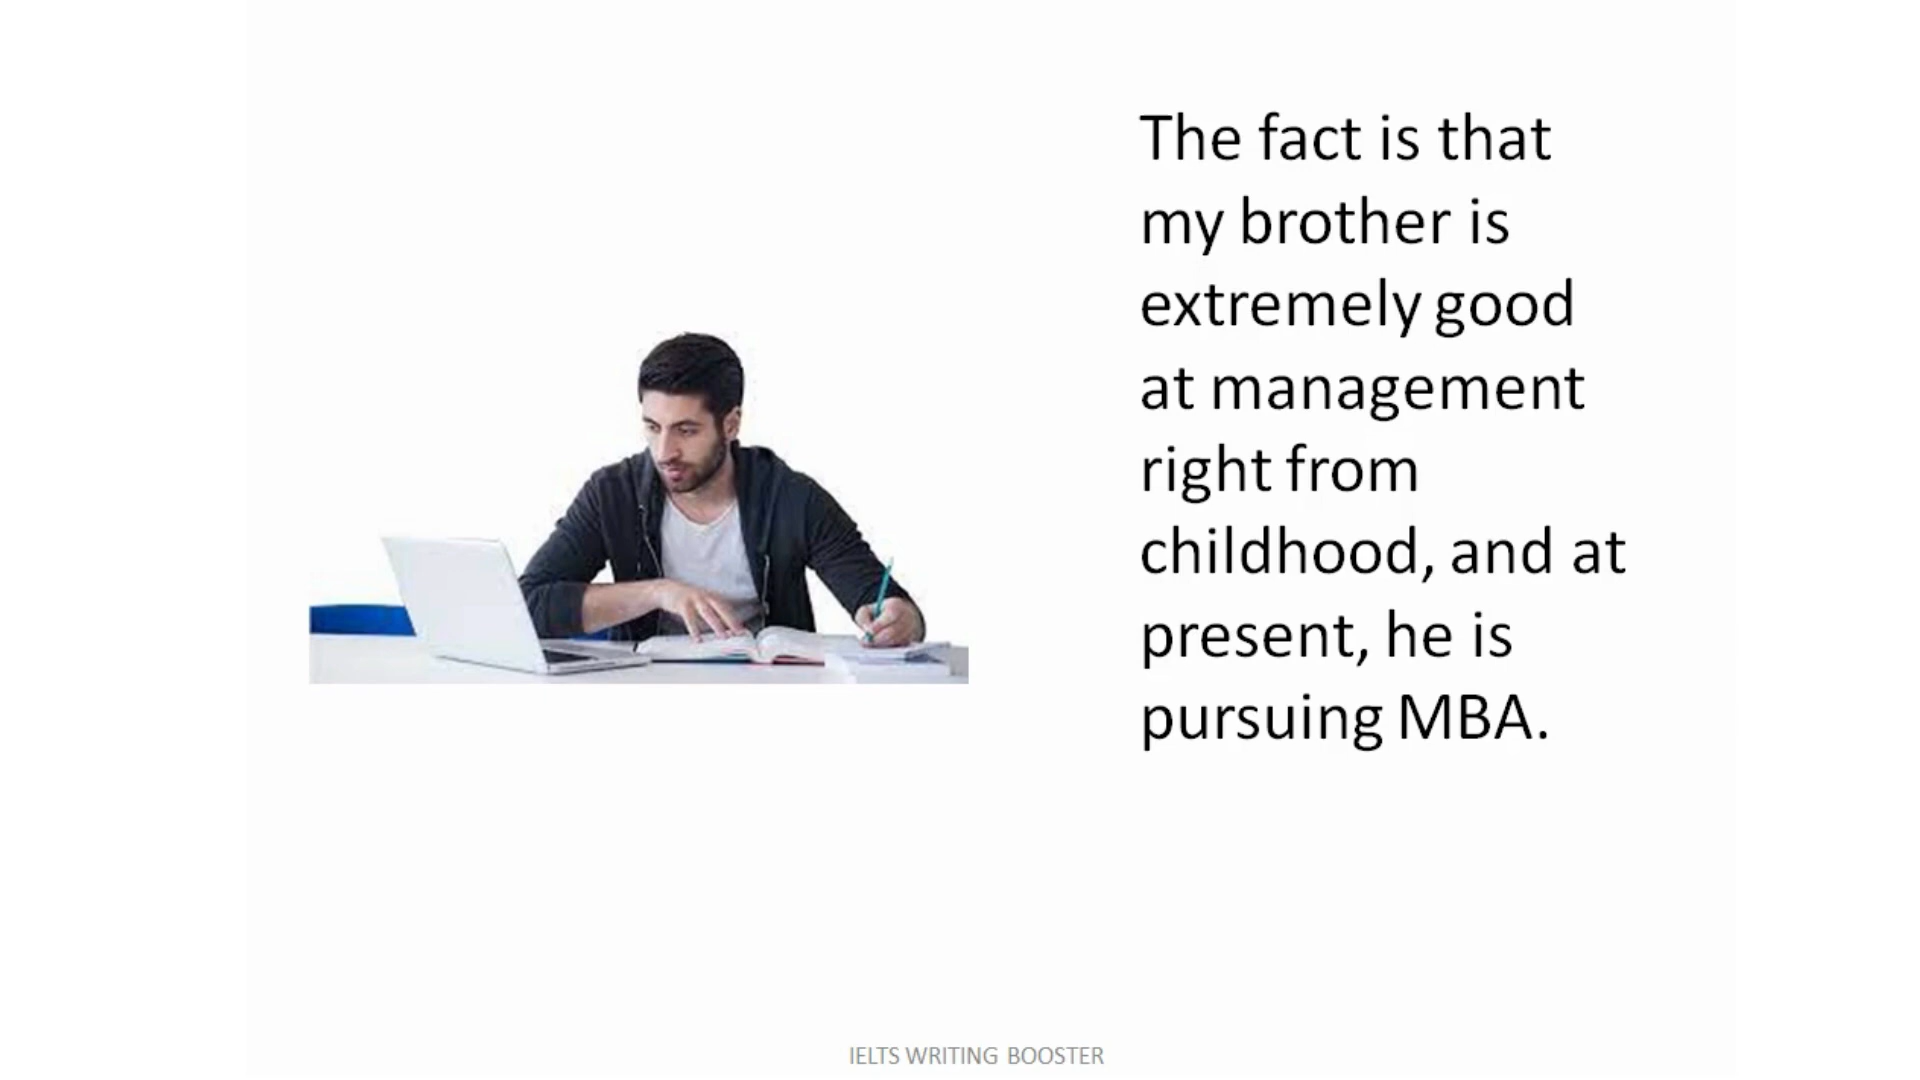 The fact is that
my brother is
extremely good
at management
right from
childhood, and at
present, he is
pursuing MBA.
IELTS WRITING BOOSTER